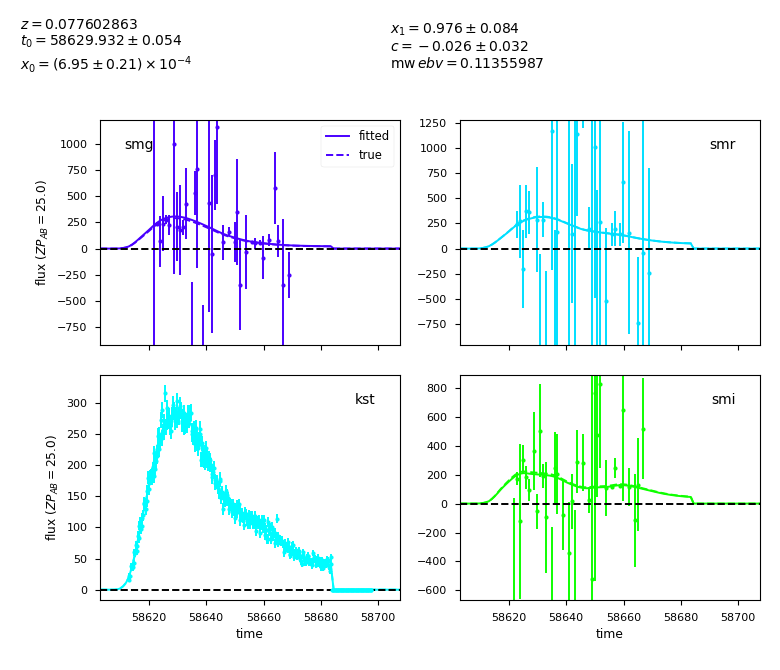 z = 0.077602863
t₀ = 58629.932 ± 0.054
x₀ = (6.95 ± 0.21) × 10⁻⁴
x₁ = 0.976 ± 0.084
c = −0.026 ± 0.032
mw ebv = 0.11355987
smg
fitted
true
1000
750
500
250
0
−250
−500
−750
flux (ZP_AB = 25.0)
smr
1250
1000
750
500
250
0
−250
−500
−750
kst
300
250
200
150
100
50
0
flux (ZP_AB = 25.0)
58620 58640 58660 58680 58700
time
smi
800
600
400
200
0
−200
−400
−600
58620 58640 58660 58680 58700
time